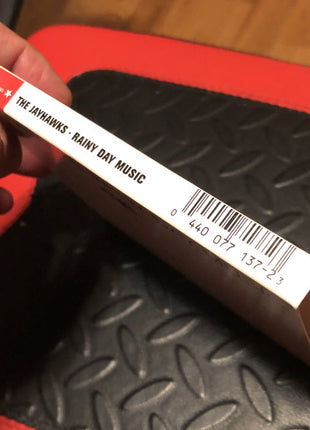 THE JAYHAWKS · RAINY DAY MUSIC
0 440 077 137-2 3